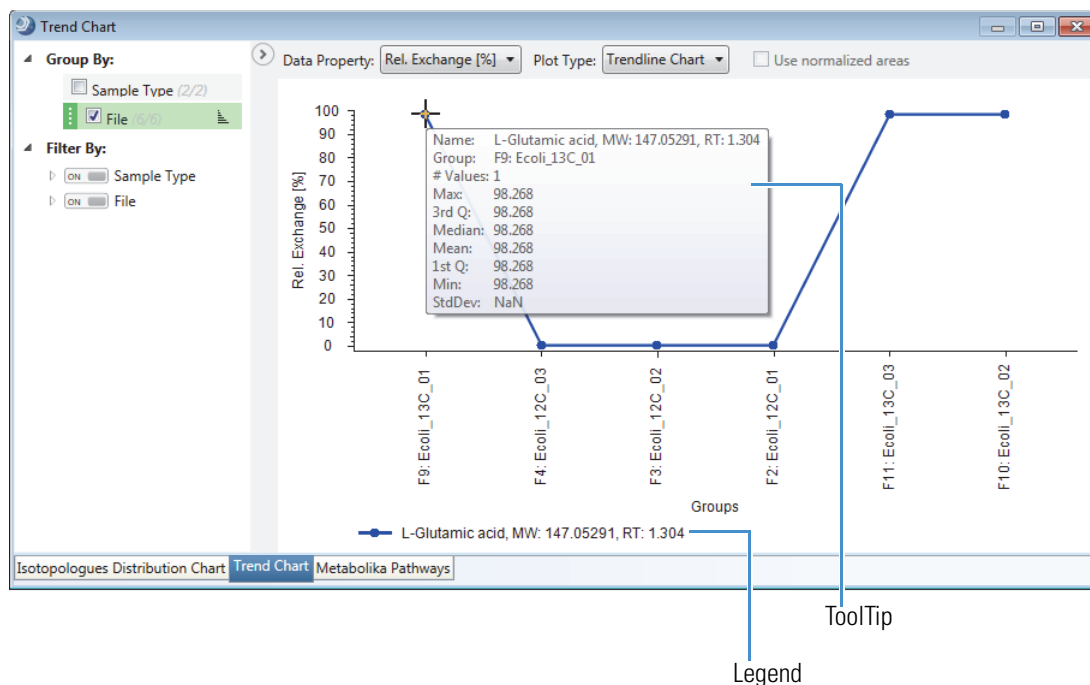 Trend Chart
Group By:
Sample Type (2/2)
File (6/6)
Filter By:
ON Sample Type
ON File
Data Property: Rel. Exchange [%] Plot Type: Trendline Chart Use normalized areas
Rel. Exchange [%]
100
90
80
70
60
50
40
30
20
10
0
Name: L-Glutamic acid, MW: 147.05291, RT: 1.304
Group: F9: Ecoli_13C_01
# Values: 1
Max: 98.268
3rd Q: 98.268
Median: 98.268
Mean: 98.268
1st Q: 98.268
Min: 98.268
StdDev: NaN
F9: Ecoli_13C_01
F4: Ecoli_12C_03
F3: Ecoli_12C_02
F2: Ecoli_12C_01
F11: Ecoli_13C_03
F10: Ecoli_13C_02
Groups
L-Glutamic acid, MW: 147.05291, RT: 1.304
Isotopologues Distribution Chart Trend Chart Metabolika Pathways
ToolTip
Legend